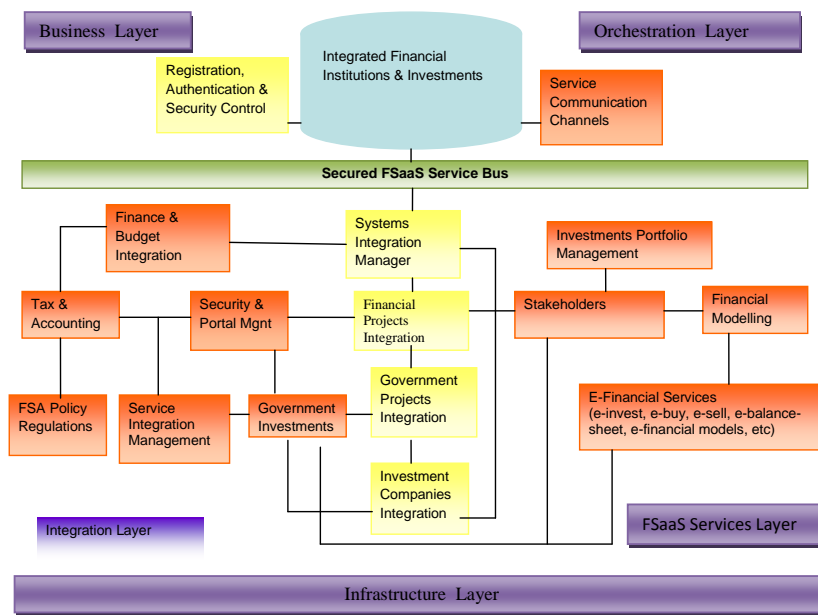 Business Layer
Orchestration Layer
Integrated Financial
Institutions & Investments
Registration,
Authentication &
Security Control
Service
Communication
Channels
Secured FSaaS Service Bus
Finance &
Budget
Integration
Systems
Integration
Manager
Investments Portfolio
Management
Tax &
Accounting
Security &
Portal Mgnt
Financial
Projects
Integration
Stakeholders
Financial
Modelling
FSA Policy
Regulations
Service
Integration
Management
Government
Investments
Government
Projects
Integration
E-Financial Services
(e-invest, e-buy, e-sell, e-balance-
sheet, e-financial models, etc)
Investment
Companies
Integration
Integration Layer
FSaaS Services Layer
Infrastructure Layer